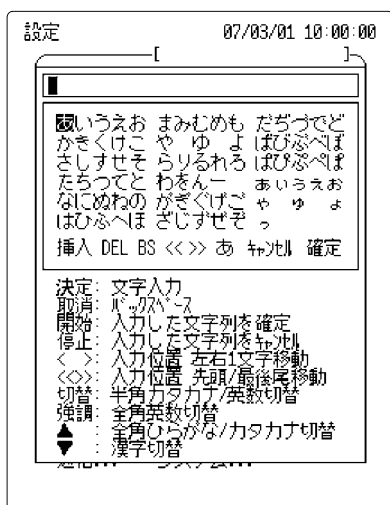 設定 07/03/01 10:00:00
[ ]
あいうえお まみむめも だぢづでど
かきくけこ や ゆ よ ばびぶべぼ
さしすせそ らりるれろ ぱぴぷぺぽ
たちつてと わをんー ぁぃぅぇぉ
なにぬねの がぎぐげご ゃ ゅ ょ
はひふへほ ざじずぜぞ っ
挿入 DEL BS << >> あ ｷｬﾝｾﾙ 確定
決定: 文字入力
取消: ﾊﾞｯｸｽﾍﾟｰｽ
開始: 入力した文字列を確定
停止: 入力した文字列をｷｬﾝｾﾙ
< >: 入力位置 左右1文字移動
<<>>: 入力位置 先頭/最後尾移動
切替: 半角カタカナ/英数切替
強調: 全角英数切替
▲ : 全角ひらがな/カタカナ切替
▼ : 漢字切替